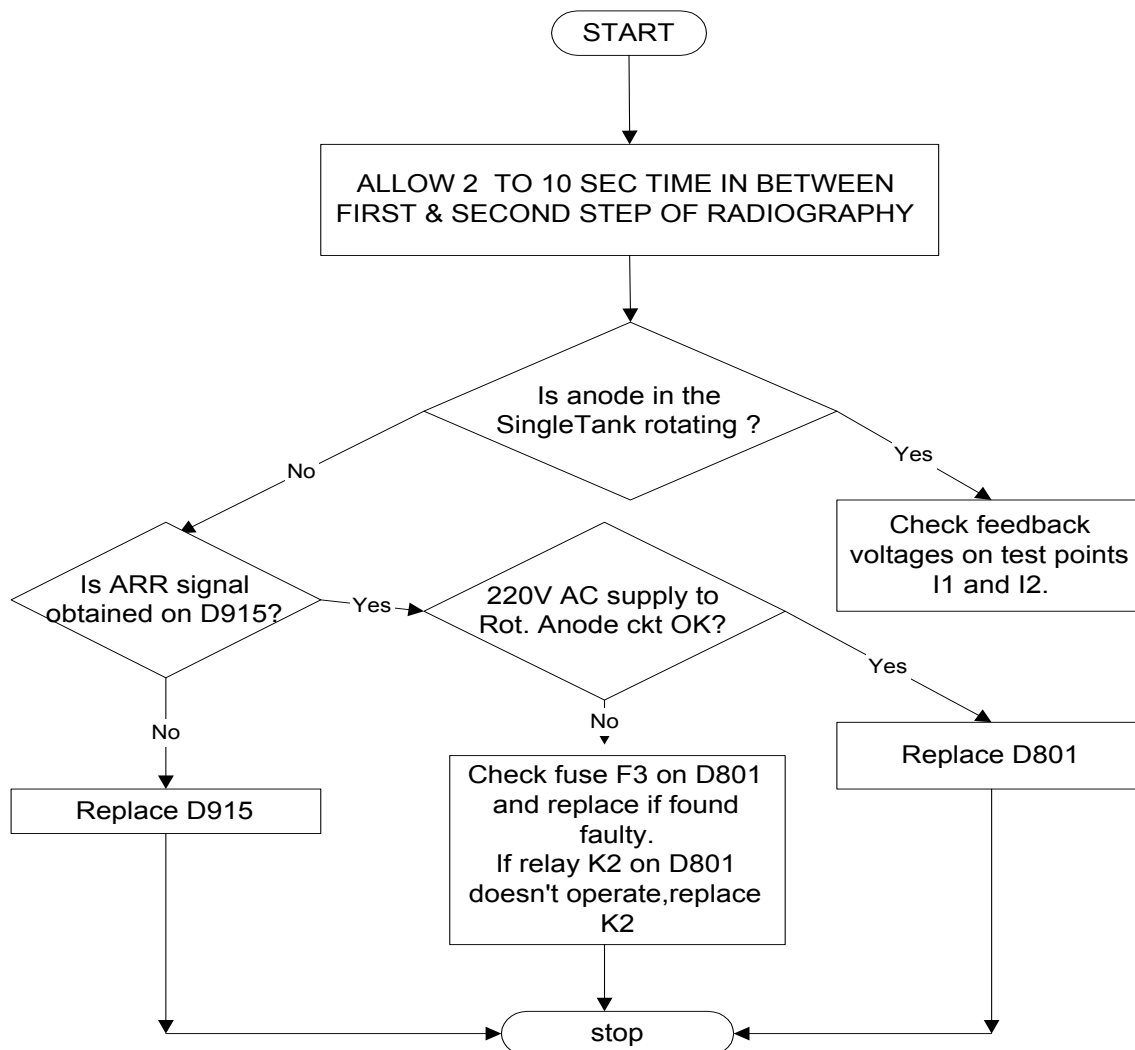 START
ALLOW 2 TO 10 SEC TIME IN BETWEEN
FIRST & SECOND STEP OF RADIOGRAPHY
Is anode in the
SingleTank rotating ?
No
Yes
Check feedback
voltages on test points
I1 and I2.
Is ARR signal
obtained on D915?
Yes
220V AC supply to
Rot. Anode ckt OK?
Yes
No
No
Replace D915
Check fuse F3 on D801
and replace if found
faulty.
If relay K2 on D801
doesn't operate,replace
K2
Replace D801
stop